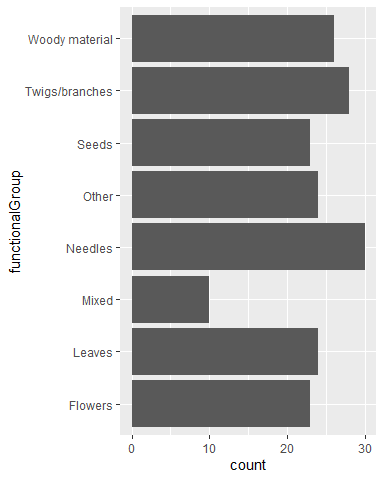 functionalGroup
Woody material
Twigs/branches
Seeds
Other
Needles
Mixed
Leaves
Flowers
0 10 20 30
count